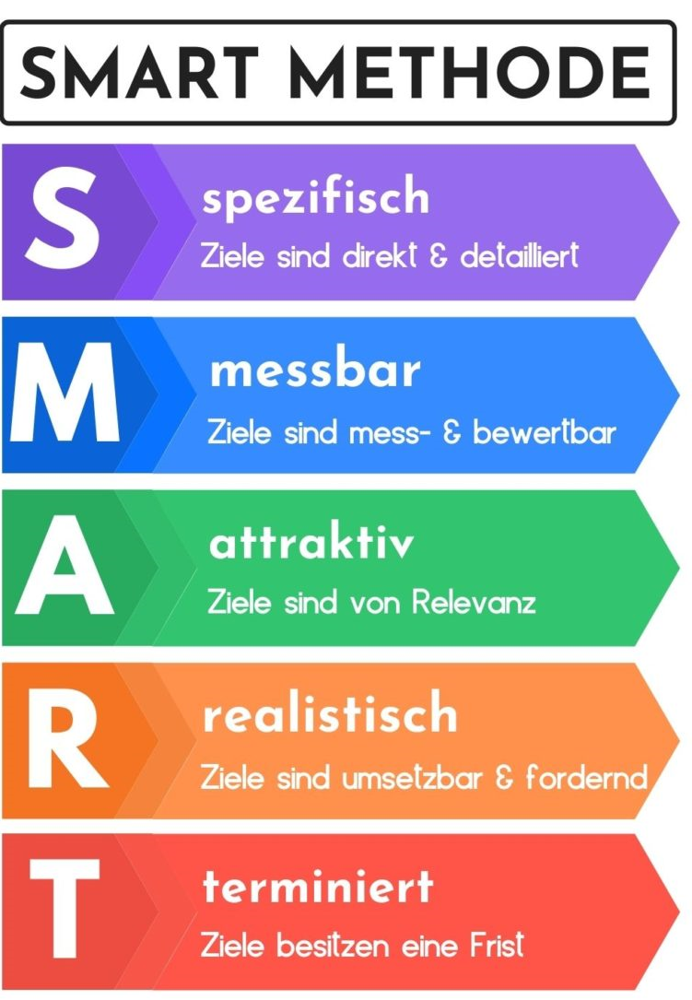 SMART METHODE
S
spezifisch
Ziele sind direkt & detailliert
M
messbar
Ziele sind mess- & bewertbar
A
attraktiv
Ziele sind von Relevanz
R
realistisch
Ziele sind umsetzbar & fordernd
T
terminiert
Ziele besitzen eine Frist